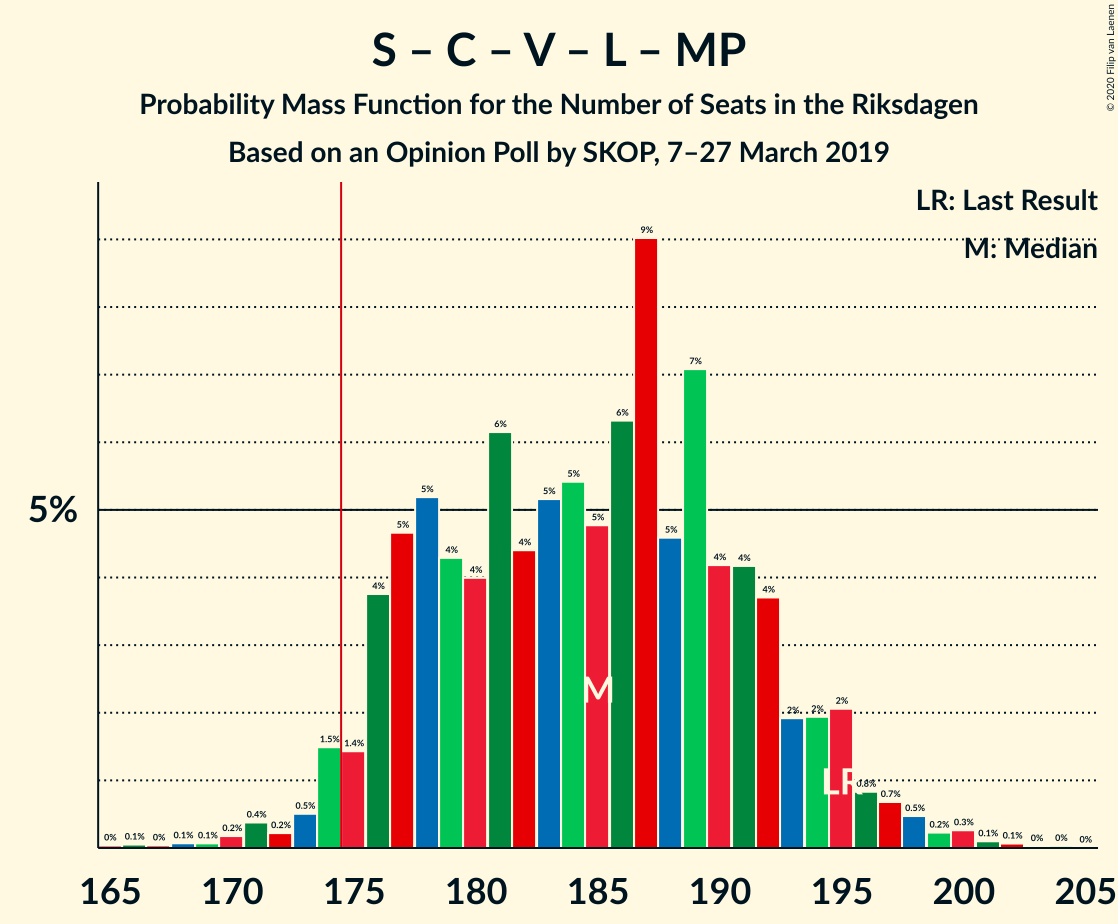 S – C – V – L – MP
Probability Mass Function for the Number of Seats in the Riksdagen
Based on an Opinion Poll by SKOP, 7–27 March 2019
© 2020 Filip van Laenen
LR: Last Result
M: Median
5%
0% 0.1% 0% 0.1% 0.1% 0.2% 0.4% 0.2% 0.5% 1.5% 1.4% 4% 5% 5% 4% 4% 6% 4% 5% 5% 5% 6% 9% 5% 7% 4% 4% 4% 2% 2% 2% 0.8% 0.7% 0.5% 0.2% 0.3% 0.1% 0.1% 0% 0% 0%
M
LR
165 170 175 180 185 190 195 200 205